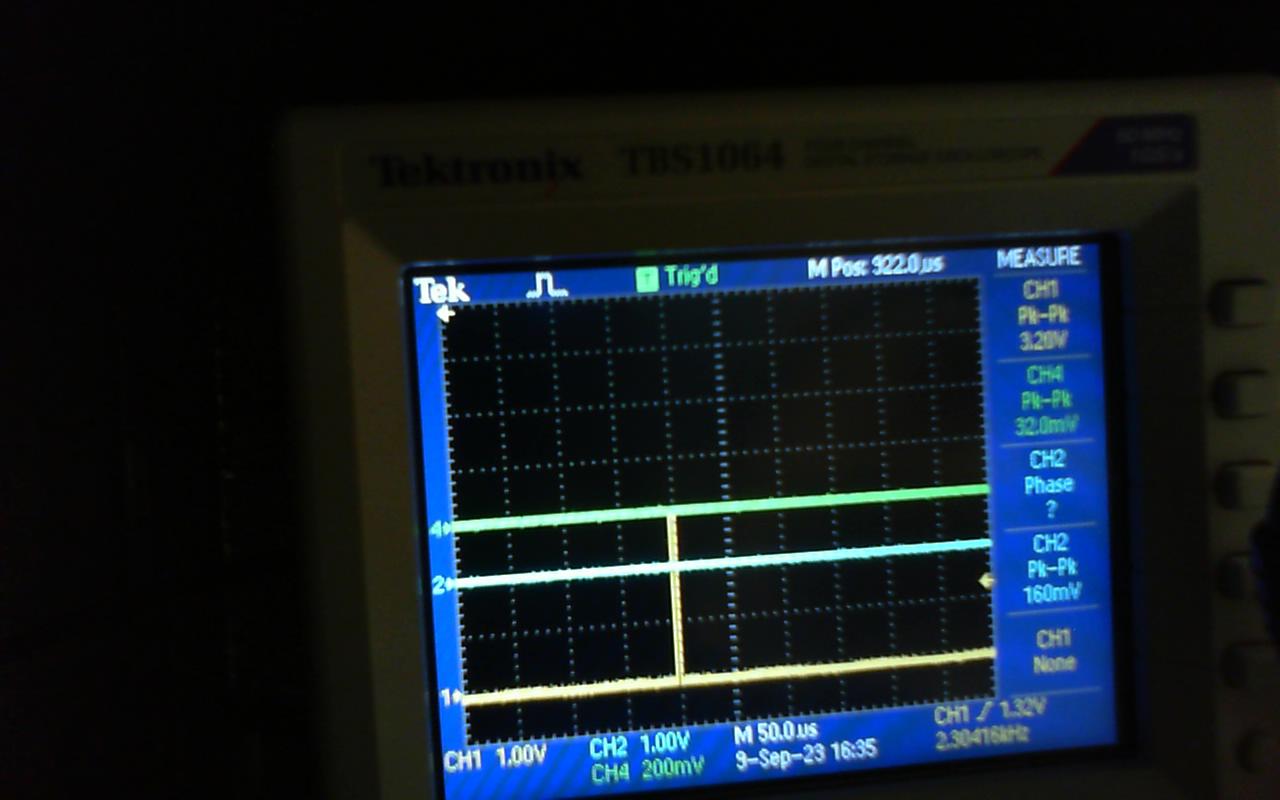 Tektronix TBS1064
Tek Trig'd M Pos: 322.0µs MEASURE
CH1
Pk-Pk
3.20V
CH4
Pk-Pk
32.0mV
CH2
Phase
?
CH2
Pk-Pk
160mV
CH1
None
4
2
1
CH1 1.00V CH2 1.00V M 50.0µs CH1 1.32V
CH4 200mV 9-Sep-23 16:35 2.30416kHz